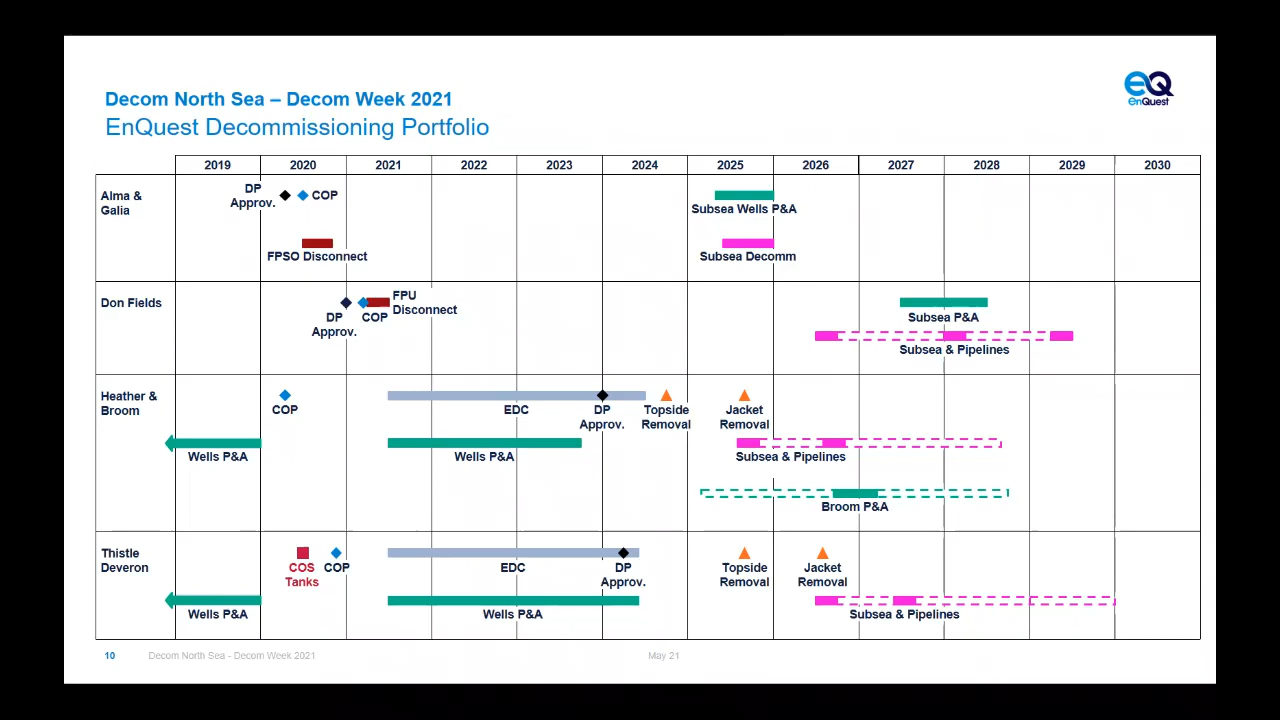 Decom North Sea – Decom Week 2021
EnQuest Decommissioning Portfolio
EQ
EnQuest
2019 2020 2021 2022 2023 2024 2025 2026 2027 2028 2029 2030
Alma &
Galia
DP
Approv.
COP
FPSO Disconnect
Subsea Wells P&A
Subsea Decomm
Don Fields
DP
Approv.
COP
FPU
Disconnect
Subsea P&A
Subsea & Pipelines
Heather &
Broom
COP
EDC
DP
Approv.
Topside
Removal
Jacket
Removal
Wells P&A
Wells P&A
Subsea & Pipelines
Broom P&A
Thistle
Deveron
COS
Tanks
COP
EDC
DP
Approv.
Topside
Removal
Jacket
Removal
Wells P&A
Wells P&A
Subsea & Pipelines
10 Decom North Sea - Decom Week 2021 May 21